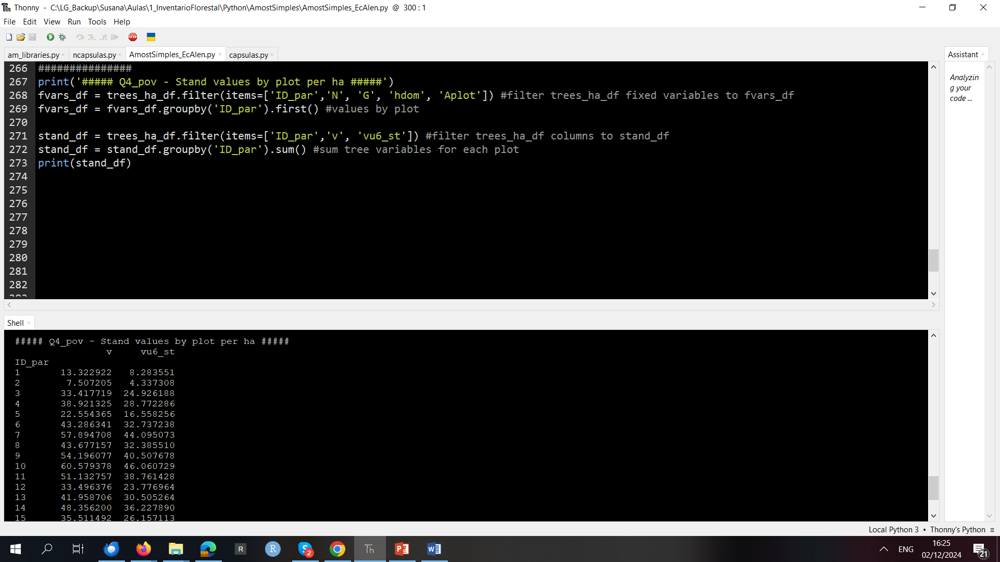 Thonny - C:\LG_Backup\Susana\Aulas\1_InventarioFlorestal\Python\AmostSimples\AmostSimples_EcAlen.py @ 300 : 1
File Edit View Run Tools Help
am_libraries.py ncapsulas.py AmostSimples_EcAlen.py capsulas.py
Assistant
Analyzin
g your
code ...
266 ###############
267 print('##### Q4_pov - Stand values by plot per ha #####')
268 fvars_df = trees_ha_df.filter(items=['ID_par','N', 'G', 'hdom', 'Aplot']) #filter trees_ha_df fixed variables to fvars_df
269 fvars_df = fvars_df.groupby('ID_par').first() #values by plot
270
271 stand_df = trees_ha_df.filter(items=['ID_par','v', 'vu6_st']) #filter trees_ha_df columns to stand_df
272 stand_df = stand_df.groupby('ID_par').sum() #sum tree variables for each plot
273 print(stand_df)
274
275
276
277
278
279
280
281
282
Shell
##### Q4_pov - Stand values by plot per ha #####
v vu6_st
ID_par
1 13.322922 8.283551
2 7.507205 4.337308
3 33.417719 24.926188
4 38.921325 28.772286
5 22.554365 16.558256
6 43.286341 32.737238
7 57.894708 44.095073
8 43.677157 32.385510
9 54.196077 40.507678
10 60.579378 46.060729
11 51.132757 38.761428
12 33.496376 23.776964
13 41.958706 30.505264
14 48.356200 36.227890
15 35.511492 26.157113
Local Python 3 • Thonny's Python ≡
ENG
16:25
02/12/2024
21